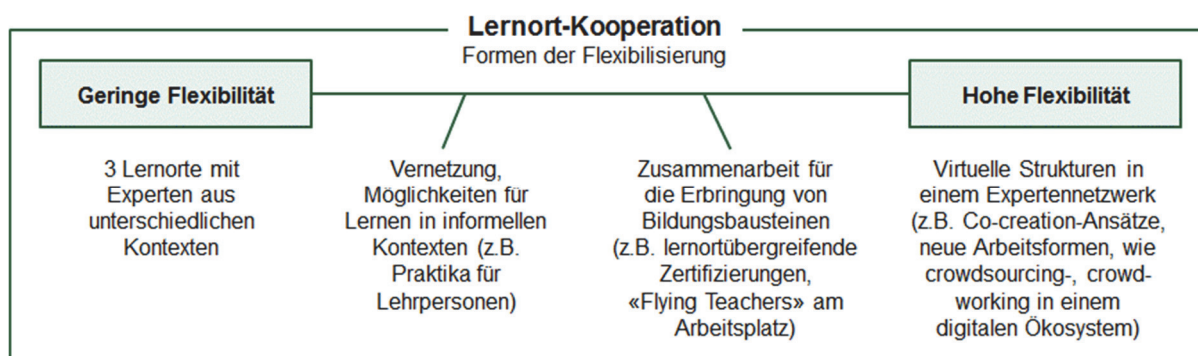 Lernort-Kooperation
Formen der Flexibilisierung
Geringe Flexibilität
Hohe Flexibilität
3 Lernorte mit
Experten aus
unterschiedlichen
Kontexten
Vernetzung,
Möglichkeiten für
Lernen in informellen
Kontexten (z.B.
Praktika für
Lehrpersonen)
Zusammenarbeit für
die Erbringung von
Bildungsbausteinen
(z.B. lernortübergreifende
Zertifizierungen,
«Flying Teachers» am
Arbeitsplatz)
Virtuelle Strukturen in
einem Expertennetzwerk
(z.B. Co-creation-Ansätze,
neue Arbeitsformen, wie
crowdsourcing-, crowd-
working in einem
digitalen Ökosystem)